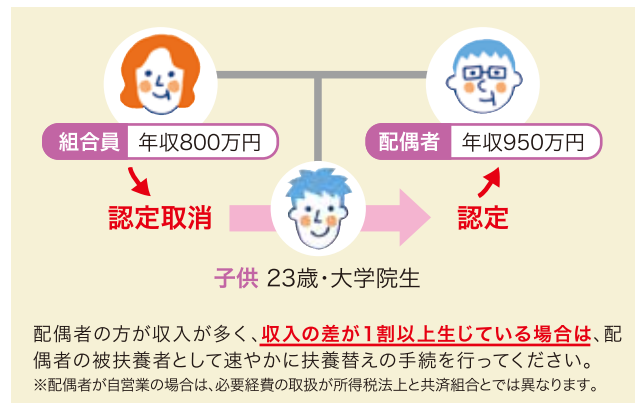 組合員 年収800万円
配偶者 年収950万円
認定取消
認定
子供 23歳・大学院生
配偶者の方が収入が多く、収入の差が1割以上生じている場合は、配
偶者の被扶養者として速やかに扶養替えの手続を行ってください。
※配偶者が自営業の場合は、必要経費の取扱が所得税法上と共済組合とでは異なります。